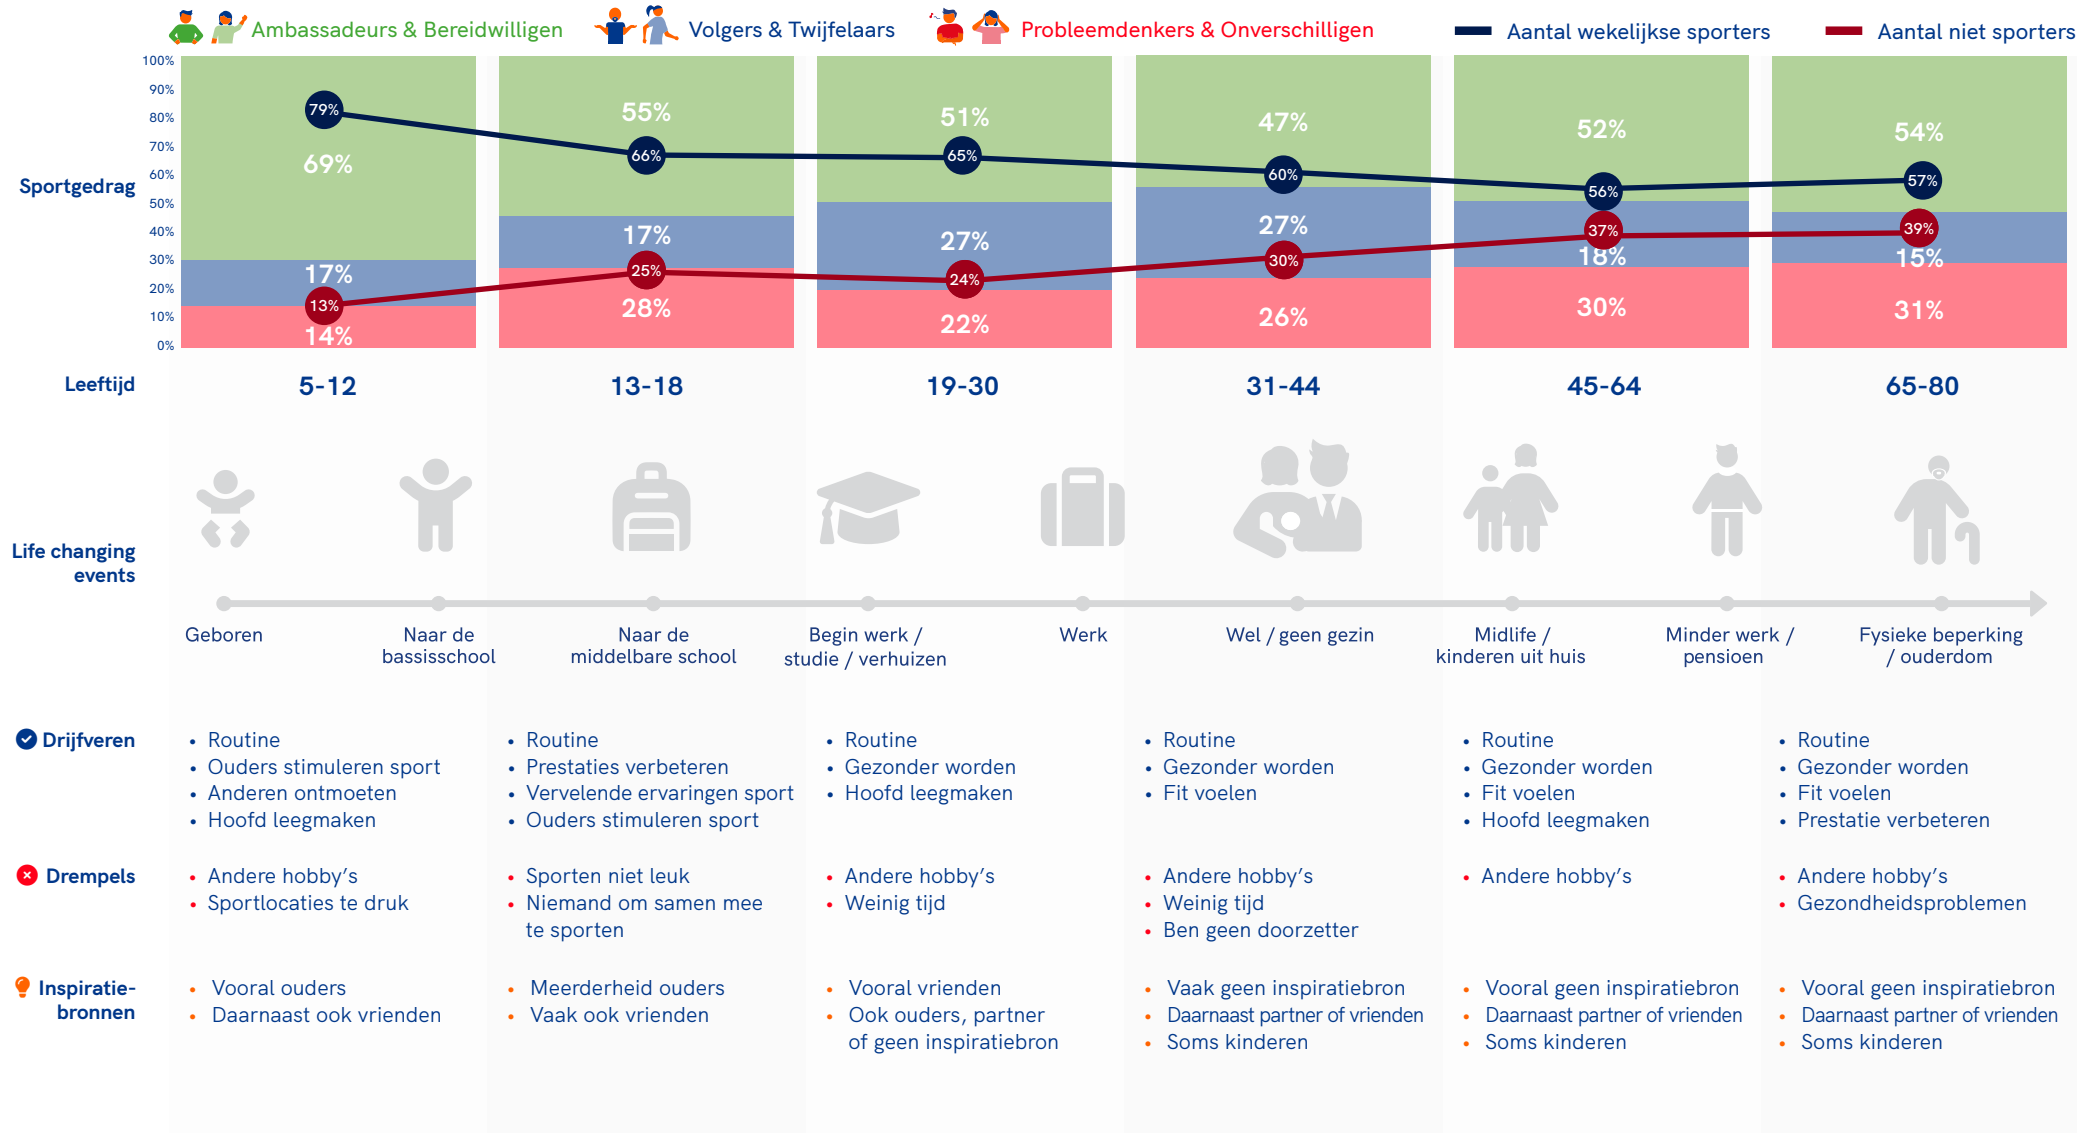 Ambassadeurs & Bereidwilligen
Volgers & Twijfelaars
Probleemdenkers & Onverschilligen
Aantal wekelijkse sporters
Aantal niet sporters
Sportgedrag
100%
90%
80%
70%
60%
50%
40%
30%
20%
10%
0%
79%
69%
17%
13%
14%
55%
66%
17%
25%
28%
51%
65%
27%
24%
22%
47%
60%
27%
30%
26%
52%
56%
37%
18%
30%
54%
57%
39%
15%
31%
Leeftijd
5-12
13-18
19-30
31-44
45-64
65-80
Life changing
events
Geboren
Naar de
bassisschool
Naar de
middelbare school
Begin werk /
studie / verhuizen
Werk
Wel / geen gezin
Midlife /
kinderen uit huis
Minder werk /
pensioen
Fysieke beperking
/ ouderdom
Drijfveren
• Routine
• Ouders stimuleren sport
• Anderen ontmoeten
• Hoofd leegmaken
• Routine
• Prestaties verbeteren
• Vervelende ervaringen sport
• Ouders stimuleren sport
• Routine
• Gezonder worden
• Hoofd leegmaken
• Routine
• Gezonder worden
• Fit voelen
• Routine
• Gezonder worden
• Fit voelen
• Hoofd leegmaken
• Routine
• Gezonder worden
• Fit voelen
• Prestatie verbeteren
Drempels
• Andere hobby's
• Sportlocaties te druk
• Sporten niet leuk
• Niemand om samen mee
te sporten
• Andere hobby's
• Weinig tijd
• Andere hobby's
• Weinig tijd
• Ben geen doorzetter
• Andere hobby's
• Andere hobby's
• Gezondheidsproblemen
Inspiratie-
bronnen
• Vooral ouders
• Daarnaast ook vrienden
• Meerderheid ouders
• Vaak ook vrienden
• Vooral vrienden
• Ook ouders, partner
of geen inspiratiebron
• Vaak geen inspiratiebron
• Daarnaast partner of vrienden
• Soms kinderen
• Vooral geen inspiratiebron
• Daarnaast partner of vrienden
• Soms kinderen
• Vooral geen inspiratiebron
• Daarnaast partner of vrienden
• Soms kinderen